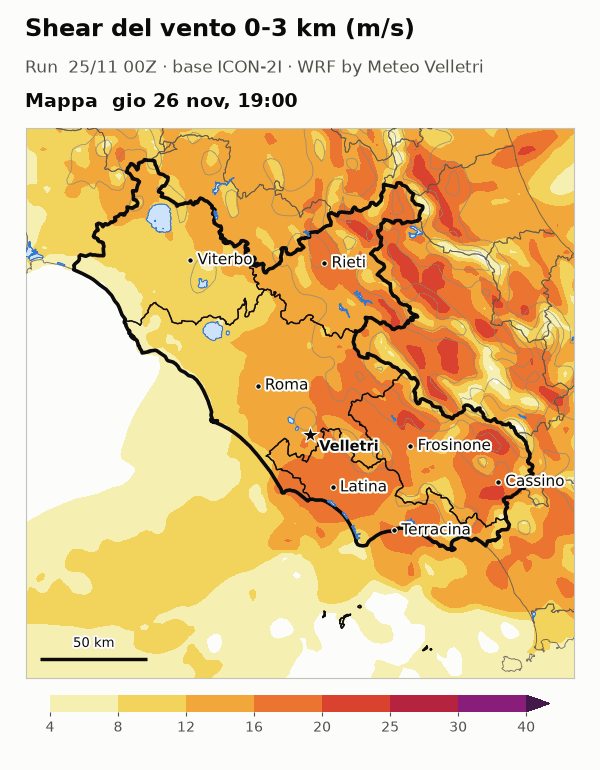 Shear del vento 0-3 km (m/s)
Run  25/11 00Z · base ICON-2I · WRF by Meteo Velletri
Mappa  gio 26 nov, 19:00
Viterbo
Rieti
Roma
Velletri
Frosinone
Latina
Cassino
Terracina
50 km
4 8 12 16 20 25 30 40